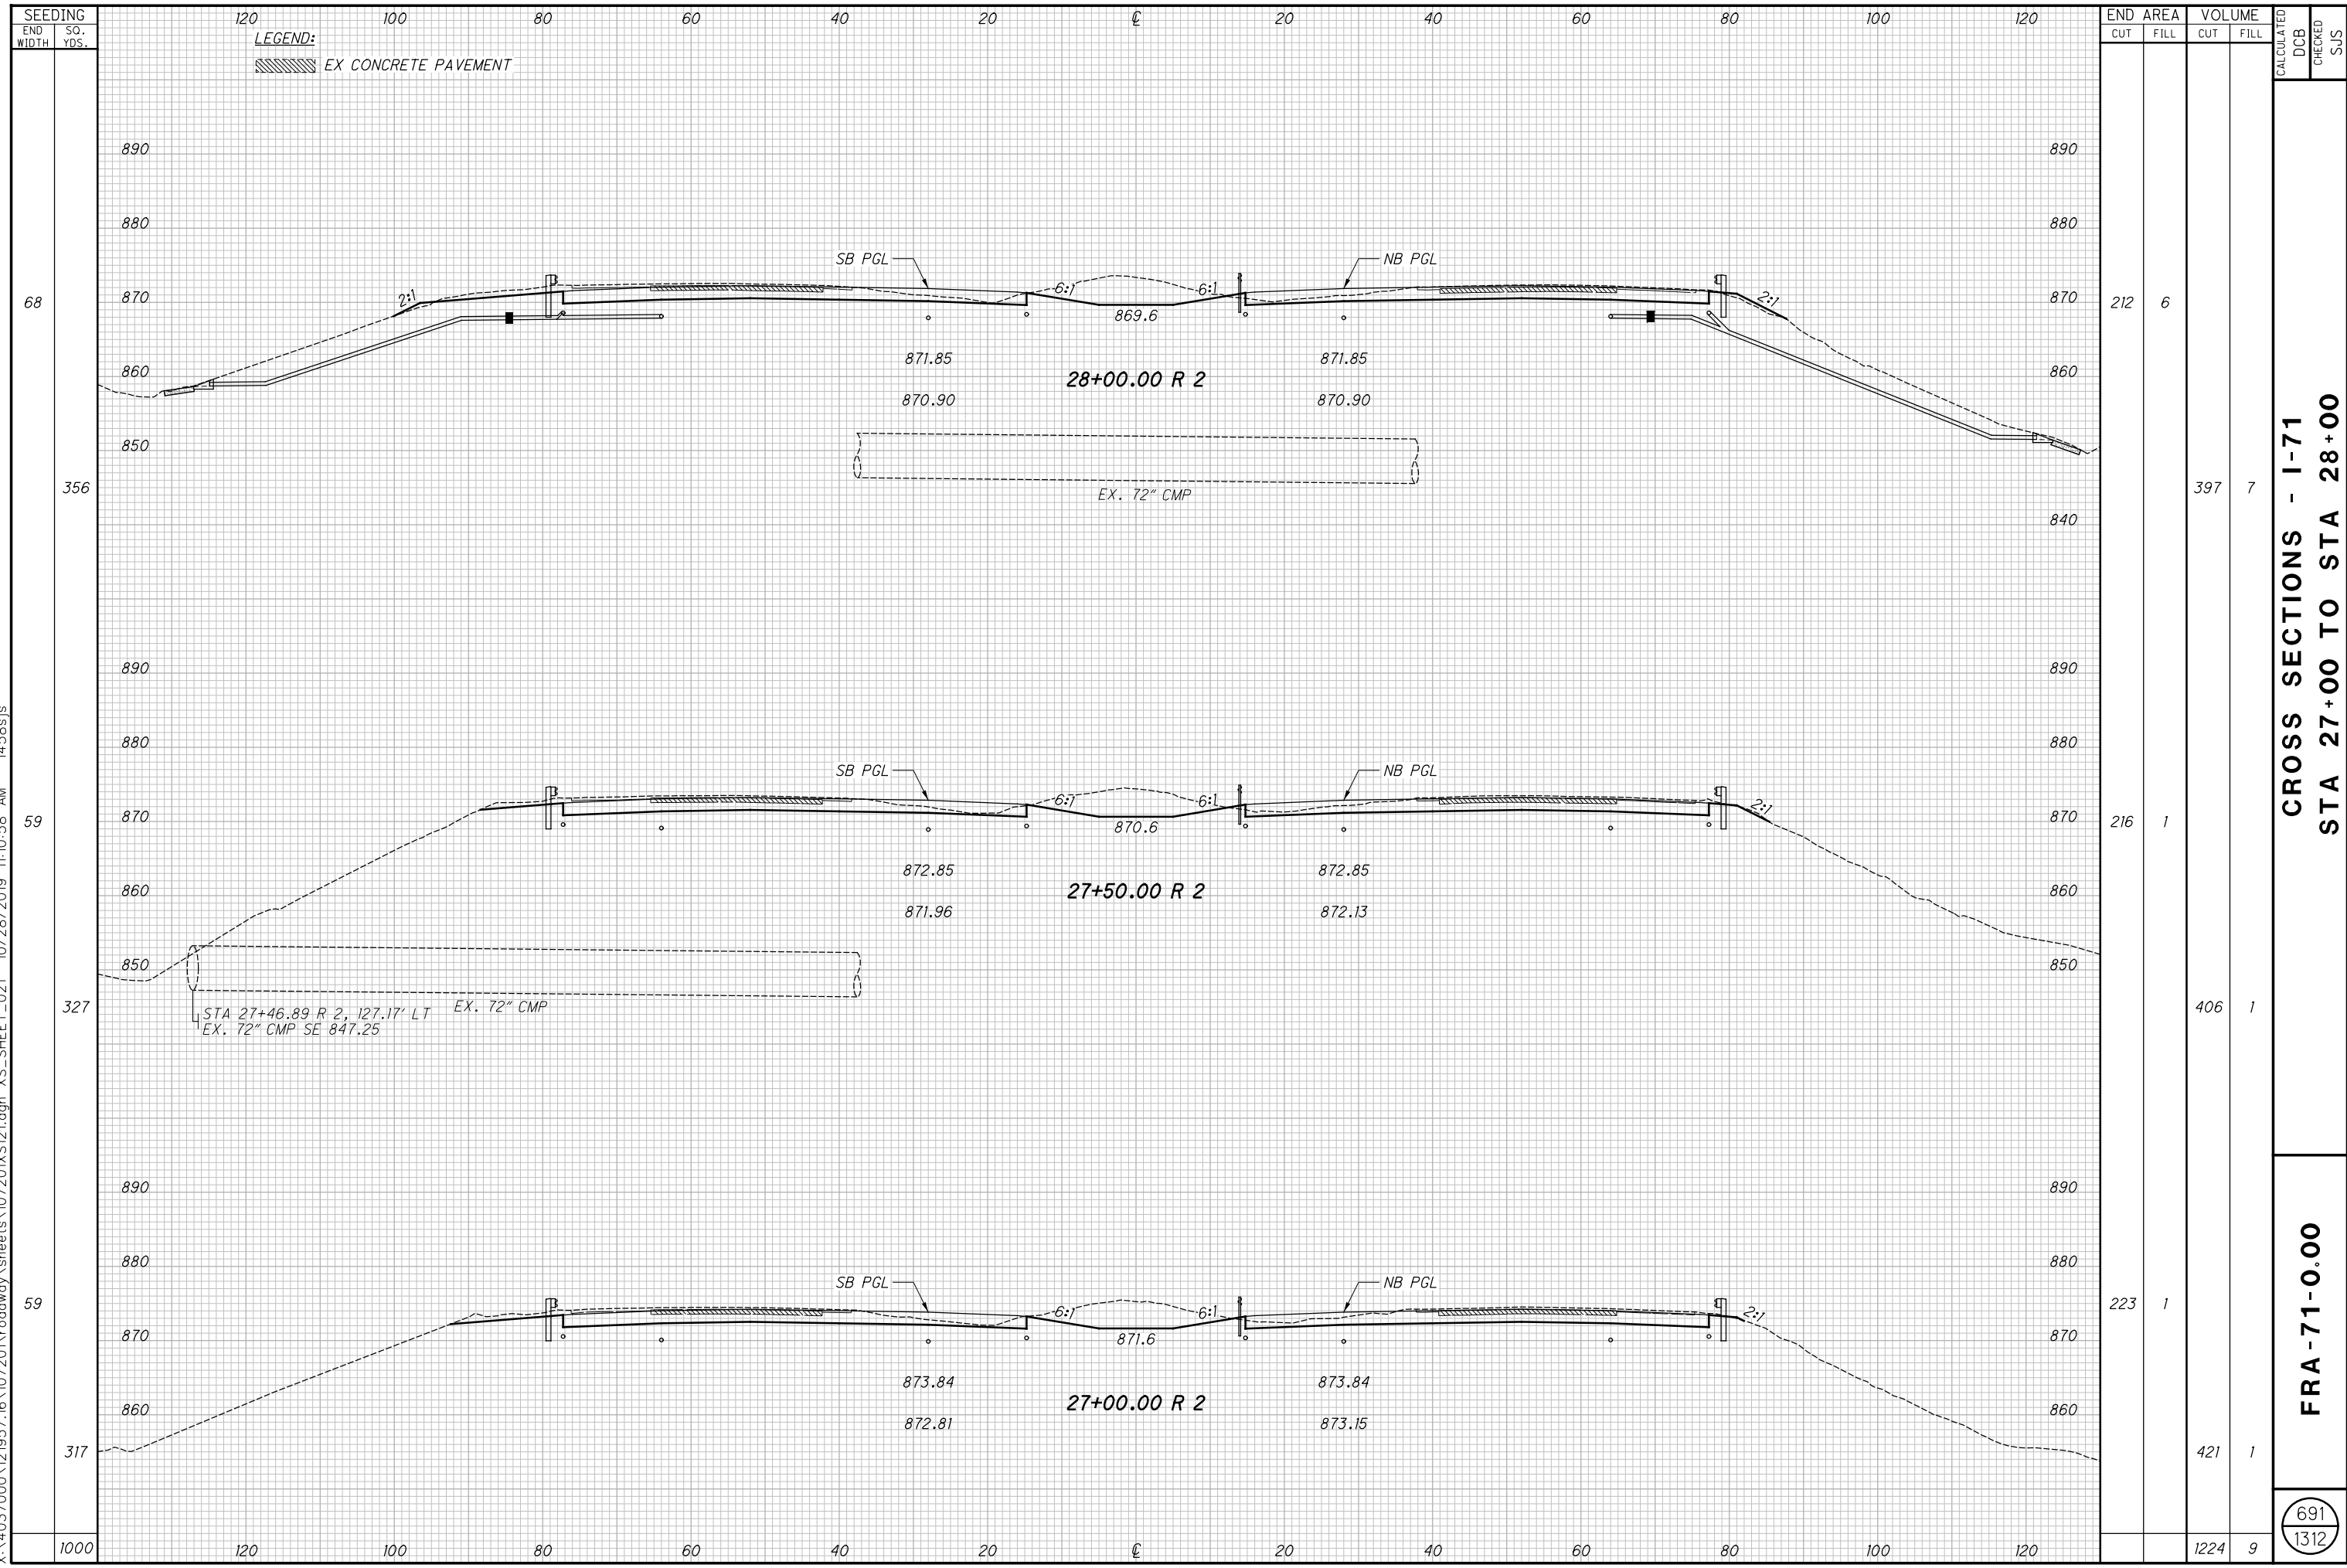 SEEDING
END WIDTH
SQ. YDS.
120 100 80 60 40 20 ℄ 20 40 60 80 100 120
END AREA
VOLUME
CUT FILL CUT FILL
CALCULATED
DCB
CHECKED
SJS
LEGEND:
EX CONCRETE PAVEMENT
890 890
880 880
SB PGL NB PGL
68 870 2:1 6:1 6:1 2:1 870 212 6
869.6
871.85 871.85
860 28+00.00 R 2 860
870.90 870.90
850
356 EX. 72" CMP 397 7
840
890 890
880 880
SB PGL NB PGL
59 870 6:1 6:1 2:1 870 216 1
870.6
872.85 872.85
860 27+50.00 R 2 860
871.96 872.13
850 850
327 EX. 72" CMP 406 1
STA 27+46.89 R 2, 127.17' LT
EX. 72" CMP SE 847.25
890 890
880 880
SB PGL NB PGL
59 6:1 6:1 2:1 223 1
870 871.6 870
873.84 873.84
860 27+00.00 R 2 860
872.81 873.15
317 421 1
1000 120 100 80 60 40 20 ℄ 20 40 60 80 100 120 1224 9
CROSS SECTIONS - I-71
STA 27+00 TO STA 28+00
FRA-71-0.00
691
1312